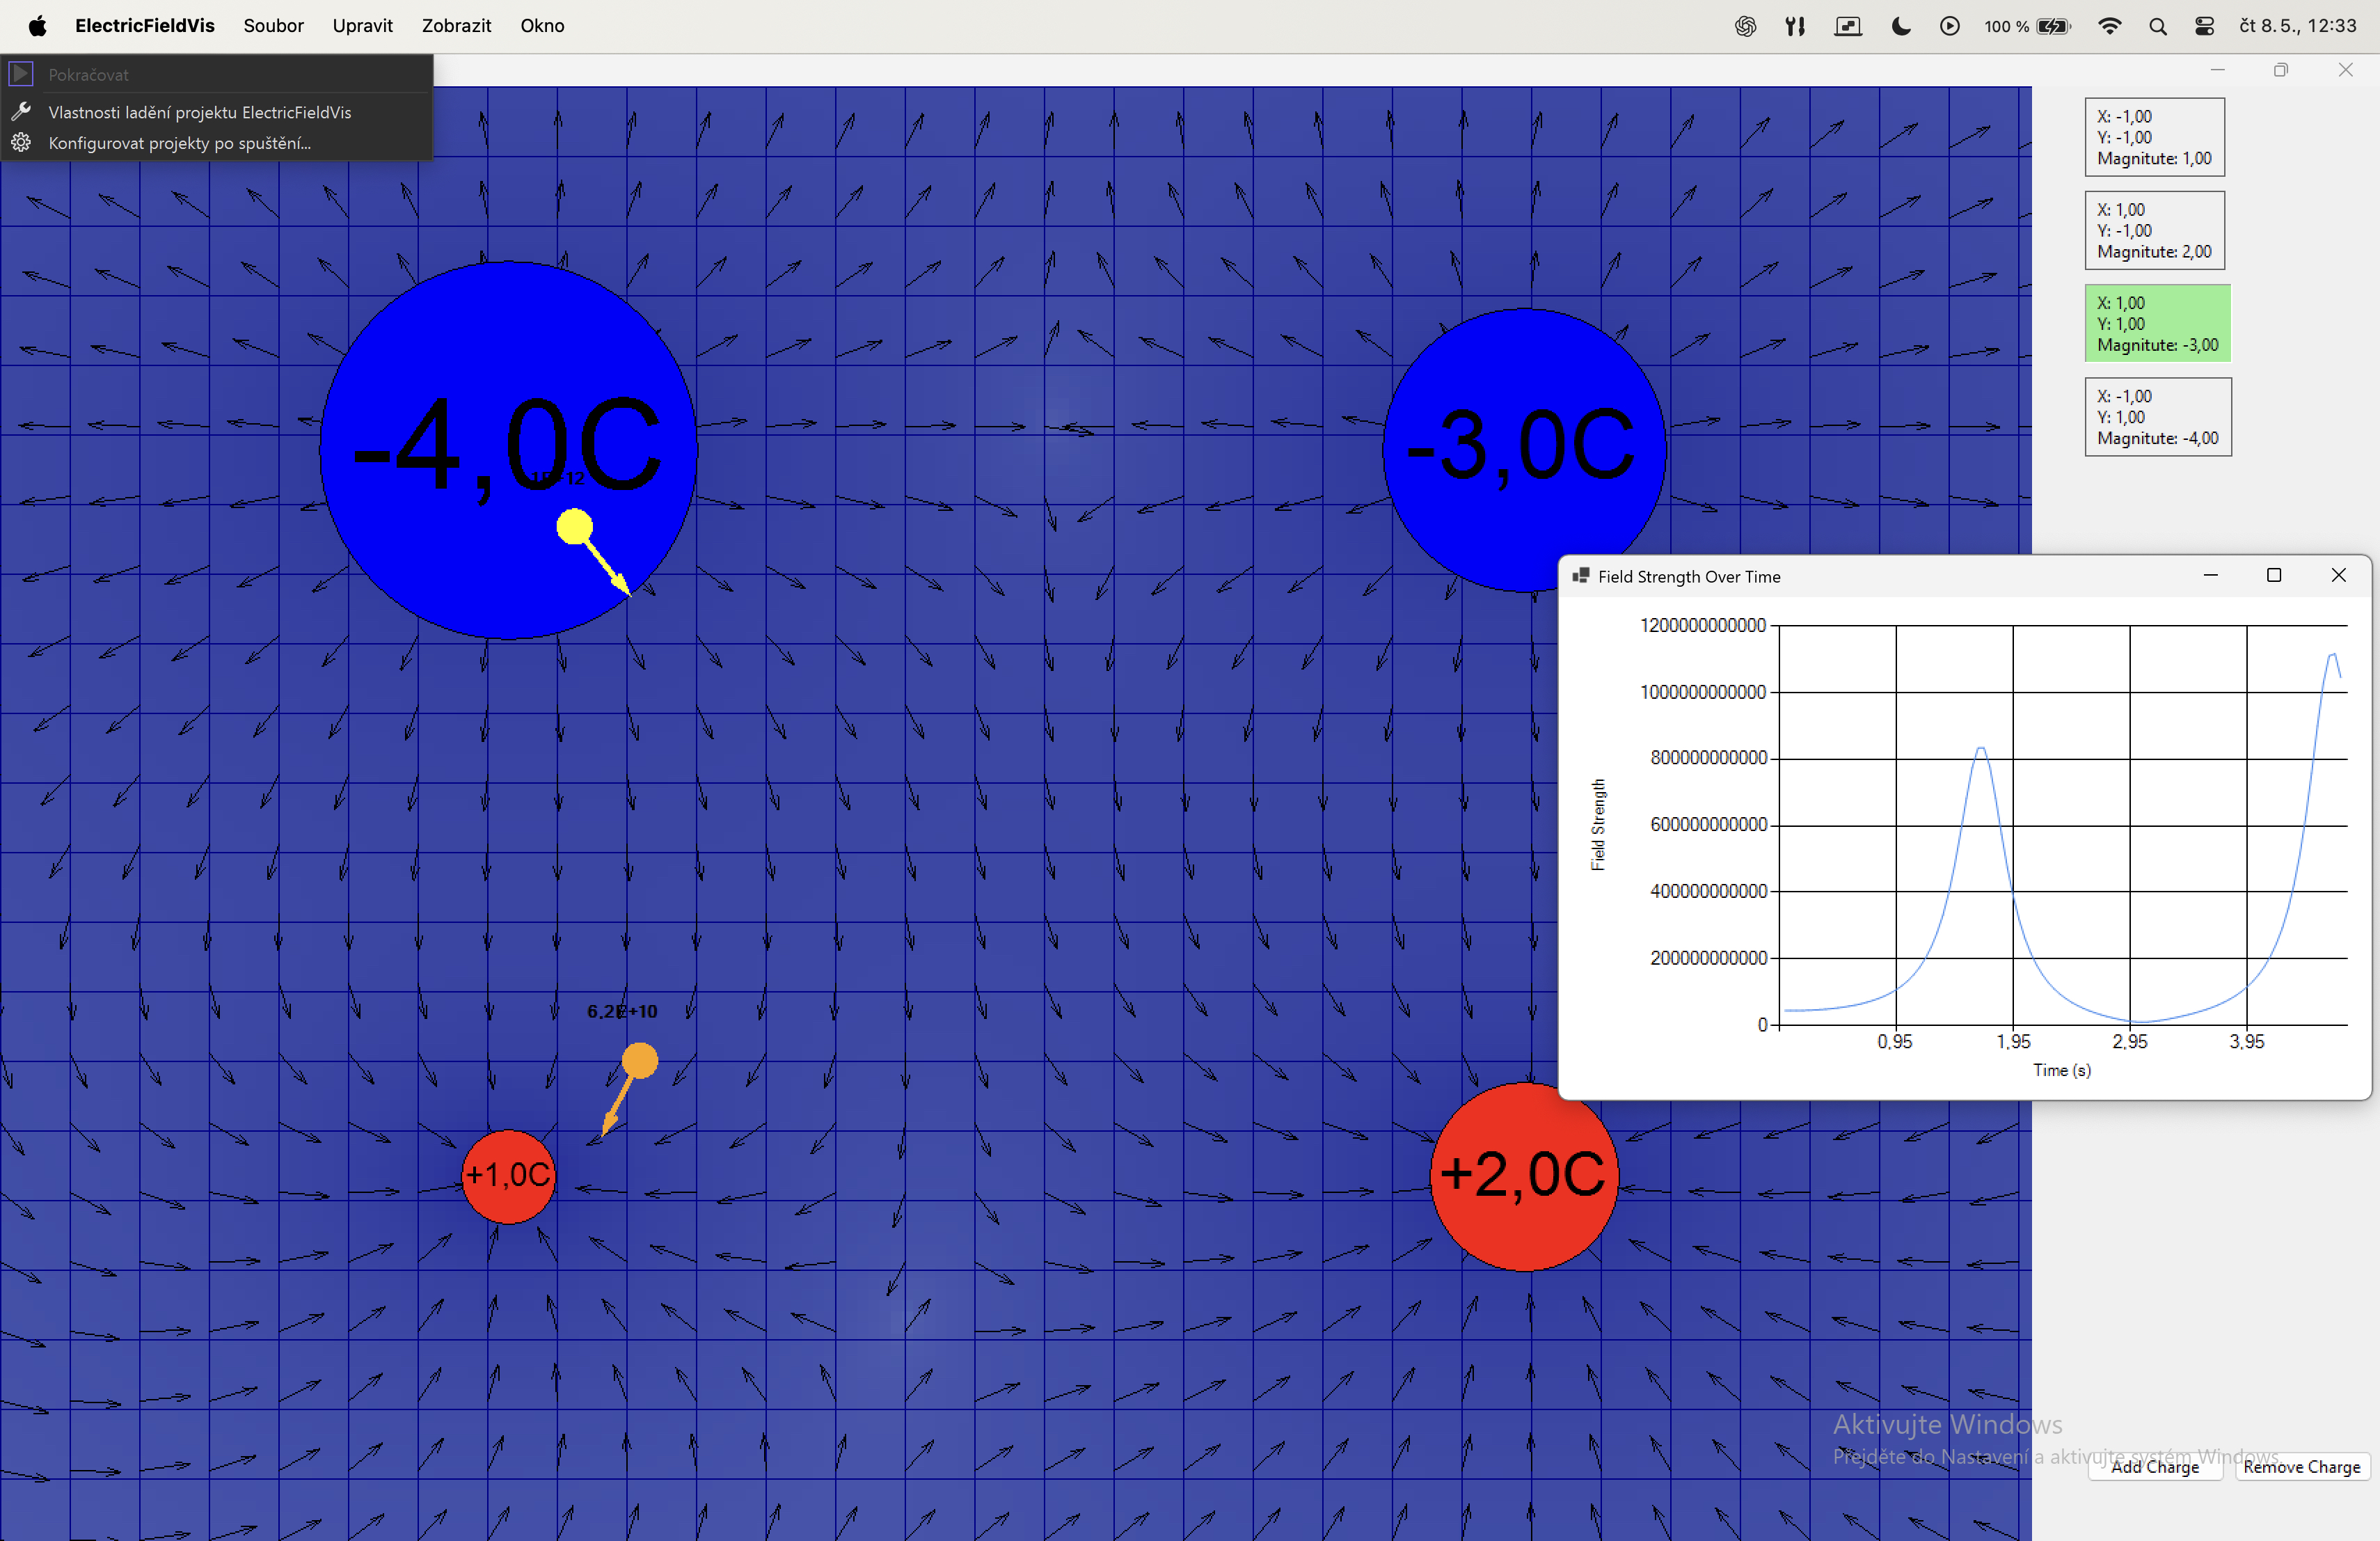 ElectricFieldVis Soubor Upravit Zobrazit Okno 100 % čt 8. 5., 12:33
Pokračovat
Vlastnosti ladění projektu ElectricFieldVis
Konfigurovat projekty po spuštění...
X: -1,00
Y: -1,00
Magnitute: 1,00
X: 1,00
Y: -1,00
Magnitute: 2,00
X: 1,00
Y: 1,00
Magnitute: -3,00
X: -1,00
Y: 1,00
Magnitute: -4,00
-4,0C
-3,0C
Field Strength Over Time
1200000000000
1000000000000
800000000000
600000000000
400000000000
200000000000
0
Field Strength
0,95 1,95 2,95 3,95
Time (s)
6,2E+10
+1,0C
+2,0C
Aktivujte Windows
Přejděte do Nastavení a aktivujte systém Windows.
Add Charge Remove Charge